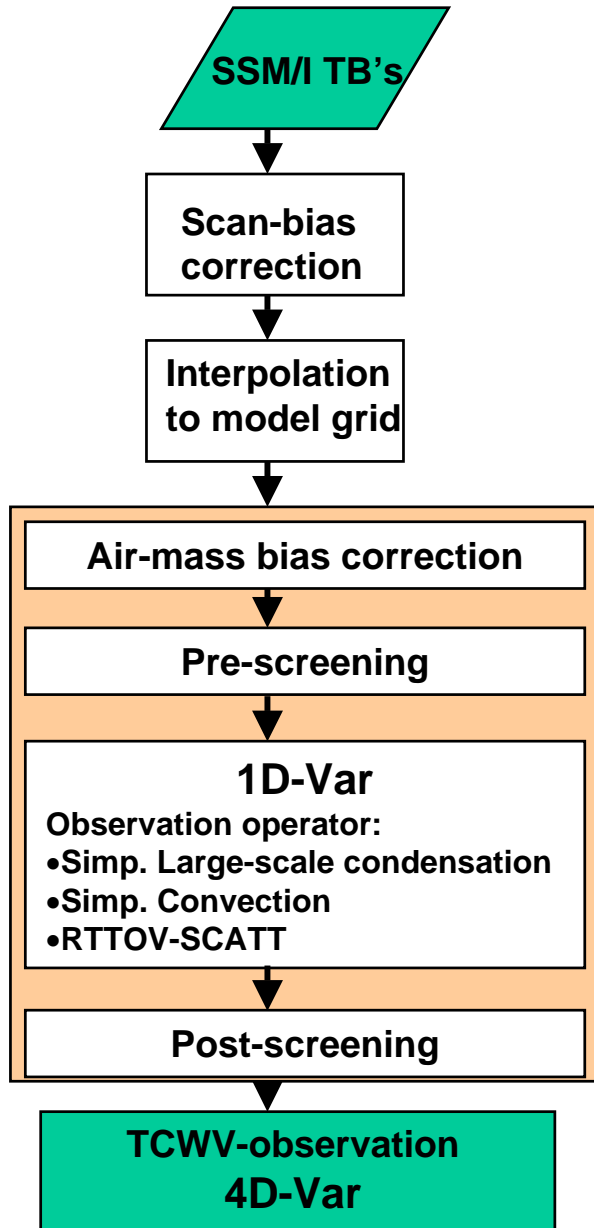 SSM/I TB’s
Scan-bias
correction
Interpolation
to model grid
Air-mass bias correction
Pre-screening
1D-Var
Observation operator:
•Simp. Large-scale condensation
•Simp. Convection
•RTTOV-SCATT
Post-screening
TCWV-observation
4D-Var